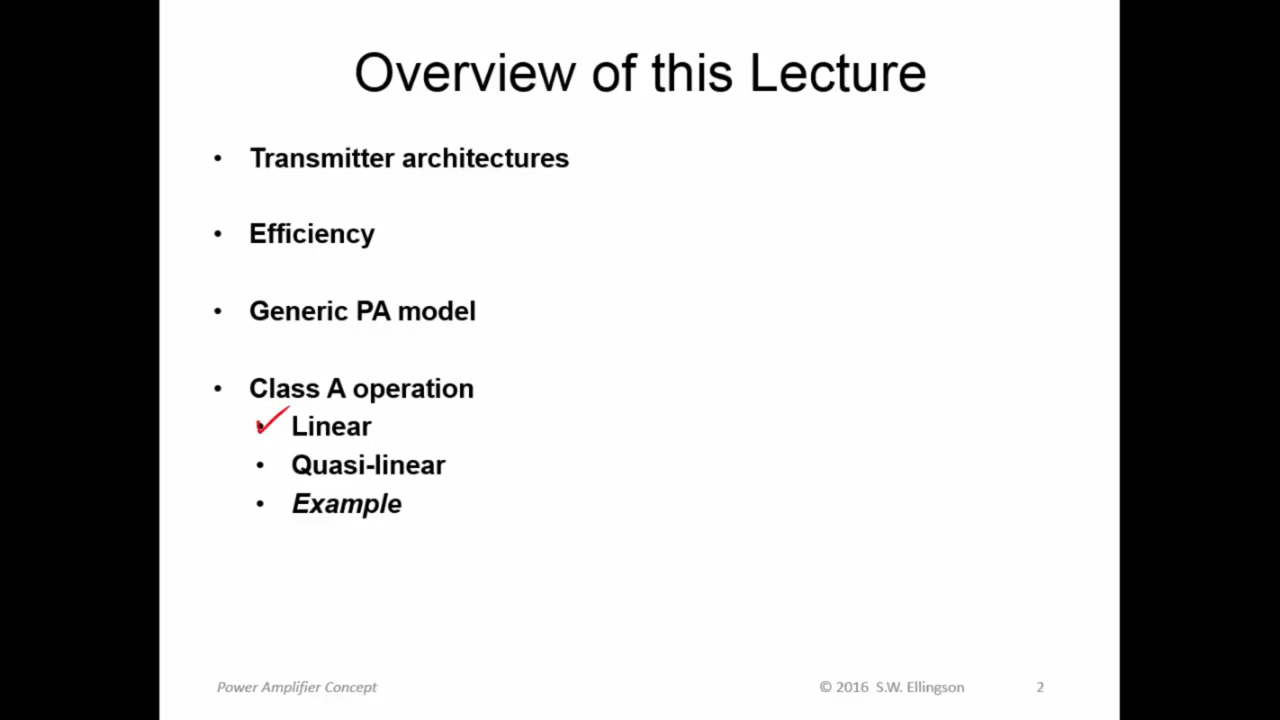 Overview of this Lecture
• Transmitter architectures
• Efficiency
• Generic PA model
• Class A operation
• Linear
• Quasi-linear
• Example
Power Amplifier Concept © 2016 S.W. Ellingson 2